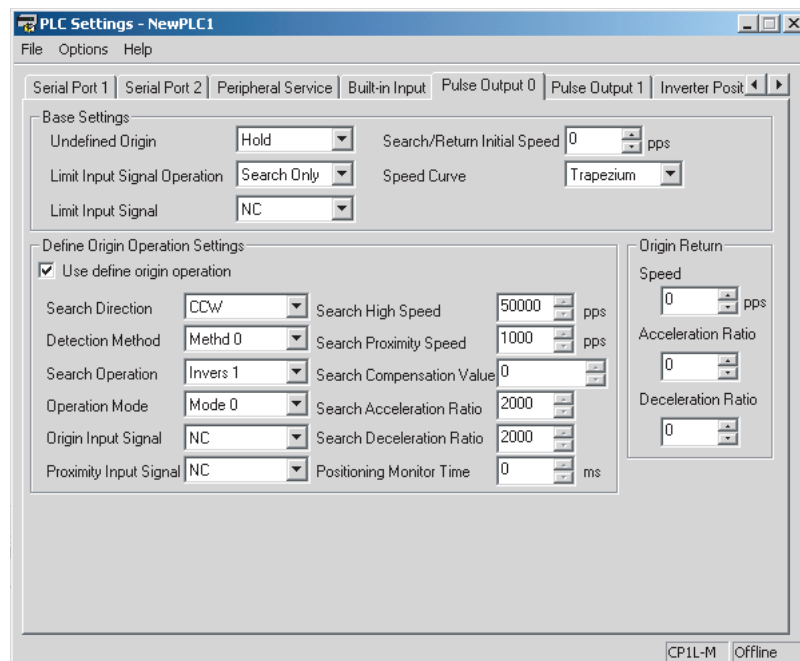 PLC Settings - NewPLC1
File Options Help
Serial Port 1 Serial Port 2 Peripheral Service Built-in Input Pulse Output 0 Pulse Output 1 Inverter Posit
Base Settings
Undefined Origin Hold Search/Return Initial Speed 0 pps
Limit Input Signal Operation Search Only Speed Curve Trapezium
Limit Input Signal NC
Define Origin Operation Settings
Use define origin operation
Search Direction CCW Search High Speed 50000 pps
Detection Method Methd 0 Search Proximity Speed 1000 pps
Search Operation Invers 1 Search Compensation Value 0
Operation Mode Mode 0 Search Acceleration Ratio 2000
Origin Input Signal NC Search Deceleration Ratio 2000
Proximity Input Signal NC Positioning Monitor Time 0 ms
Origin Return
Speed
0 pps
Acceleration Ratio
0
Deceleration Ratio
0
CP1L-M Offline